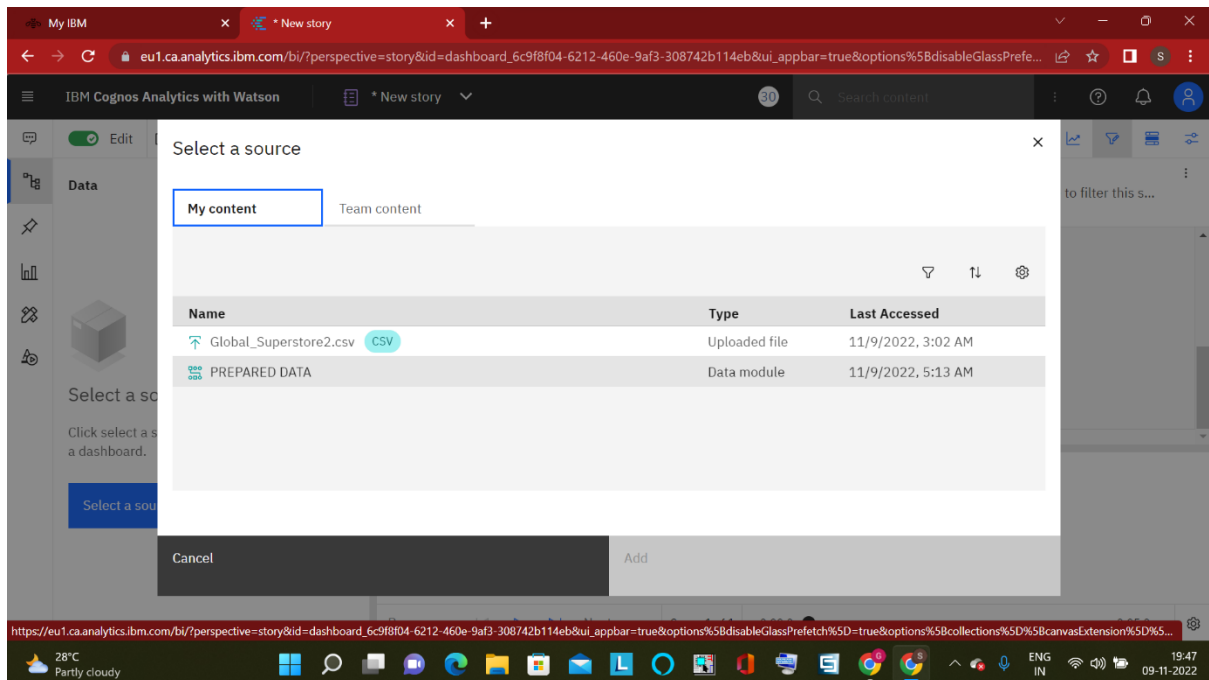 My IBM
* New story
eu1.ca.analytics.ibm.com/bi/?perspective=story&id=dashboard_6c9f8f04-6212-460e-9af3-308742b114eb&ui_appbar=true&options%5BdisableGlassPrefe...
S
IBM Cognos Analytics with Watson
* New story
30
Search content
Edit
Select a source
Data
to filter this s...
My content
Team content
Name Type Last Accessed
Global_Superstore2.csv CSV Uploaded file 11/9/2022, 3:02 AM
PREPARED DATA Data module 11/9/2022, 5:13 AM
Select a so
Click select a s
a dashboard.
Select a sou
Cancel
Add
https://eu1.ca.analytics.ibm.com/bi/?perspective=story&id=dashboard_6c9f8f04-6212-460e-9af3-308742b114eb&ui_appbar=true&options%5BdisableGlassPrefetch%5D=true&options%5Bcollections%5D%5BcanvasExtension%5D%5...
28°C
Partly cloudy
ENG
IN
19:47
09-11-2022